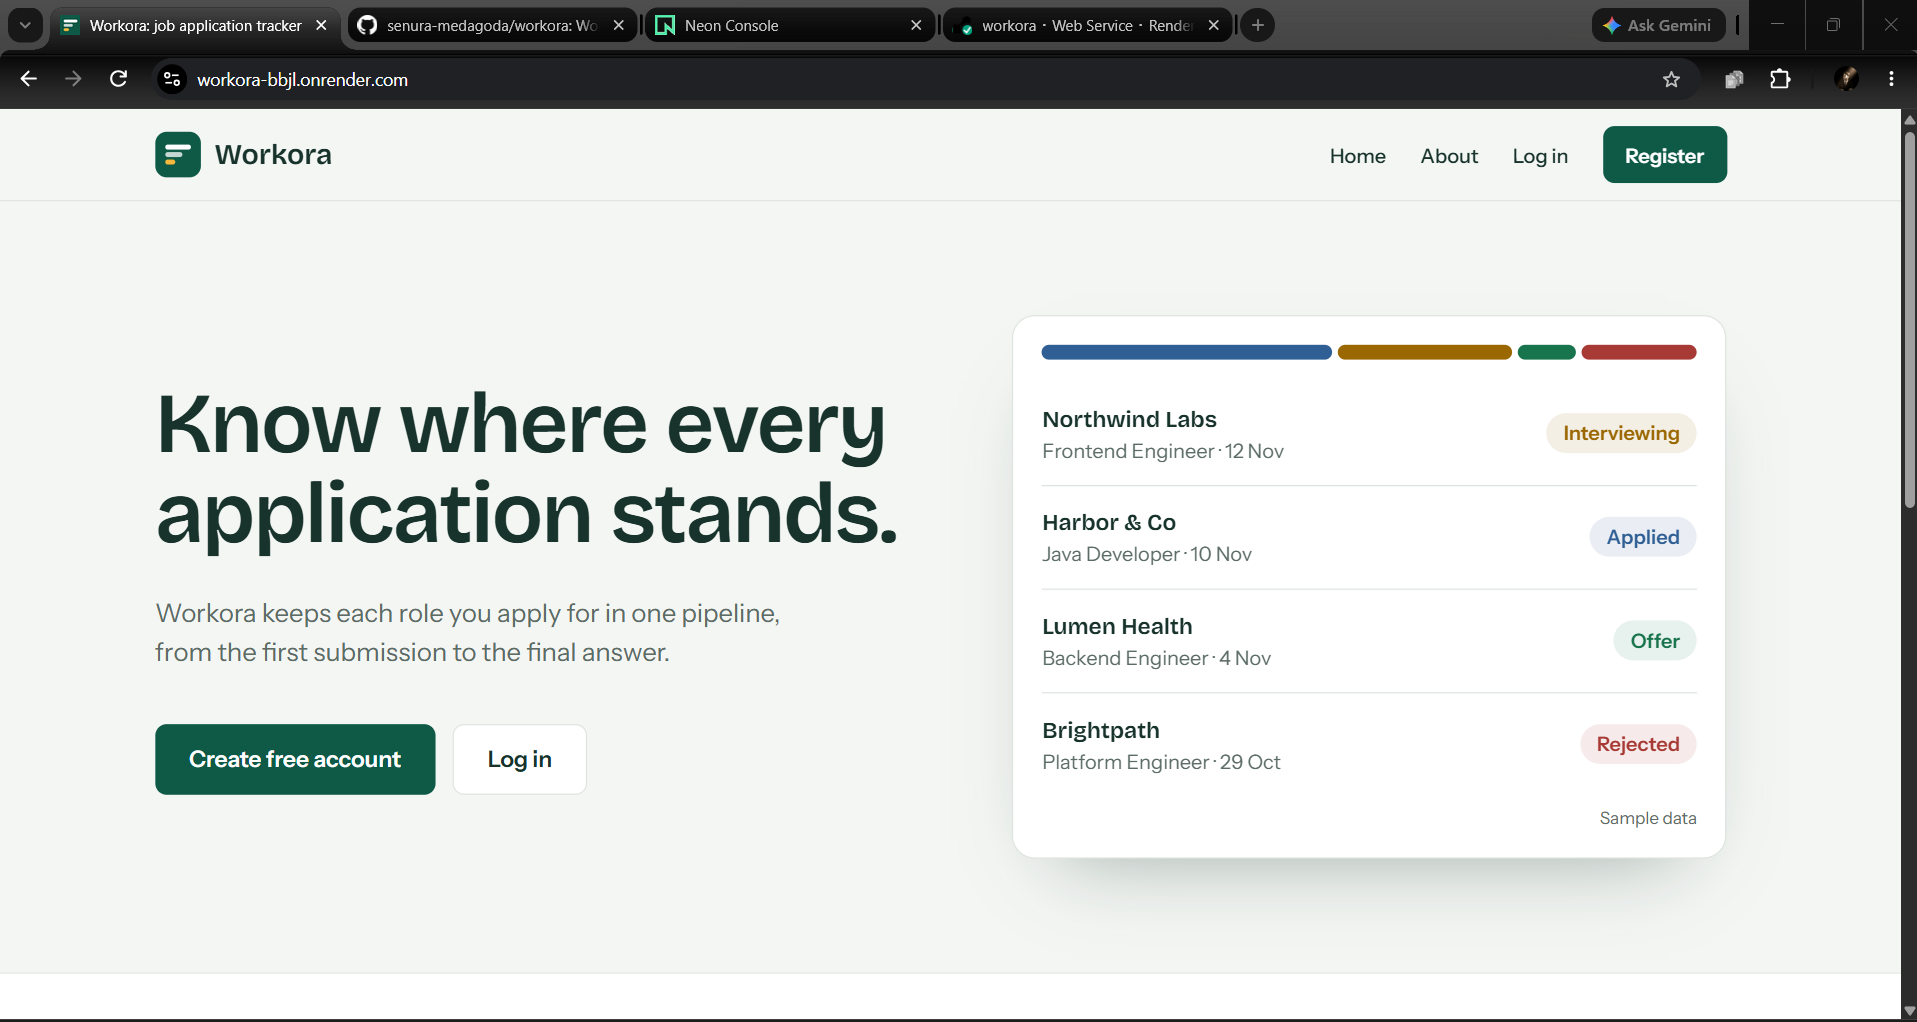 Workora: job application tracker
senura-medagoda/workora: Wo
Neon Console
workora · Web Service · Render
Ask Gemini
workora-bbjl.onrender.com
Workora
Home
About
Log in
Register
Know where every
application stands.
Workora keeps each role you apply for in one pipeline,
from the first submission to the final answer.
Create free account
Log in
Northwind Labs
Frontend Engineer · 12 Nov
Interviewing
Harbor & Co
Java Developer · 10 Nov
Applied
Lumen Health
Backend Engineer · 4 Nov
Offer
Brightpath
Platform Engineer · 29 Oct
Rejected
Sample data